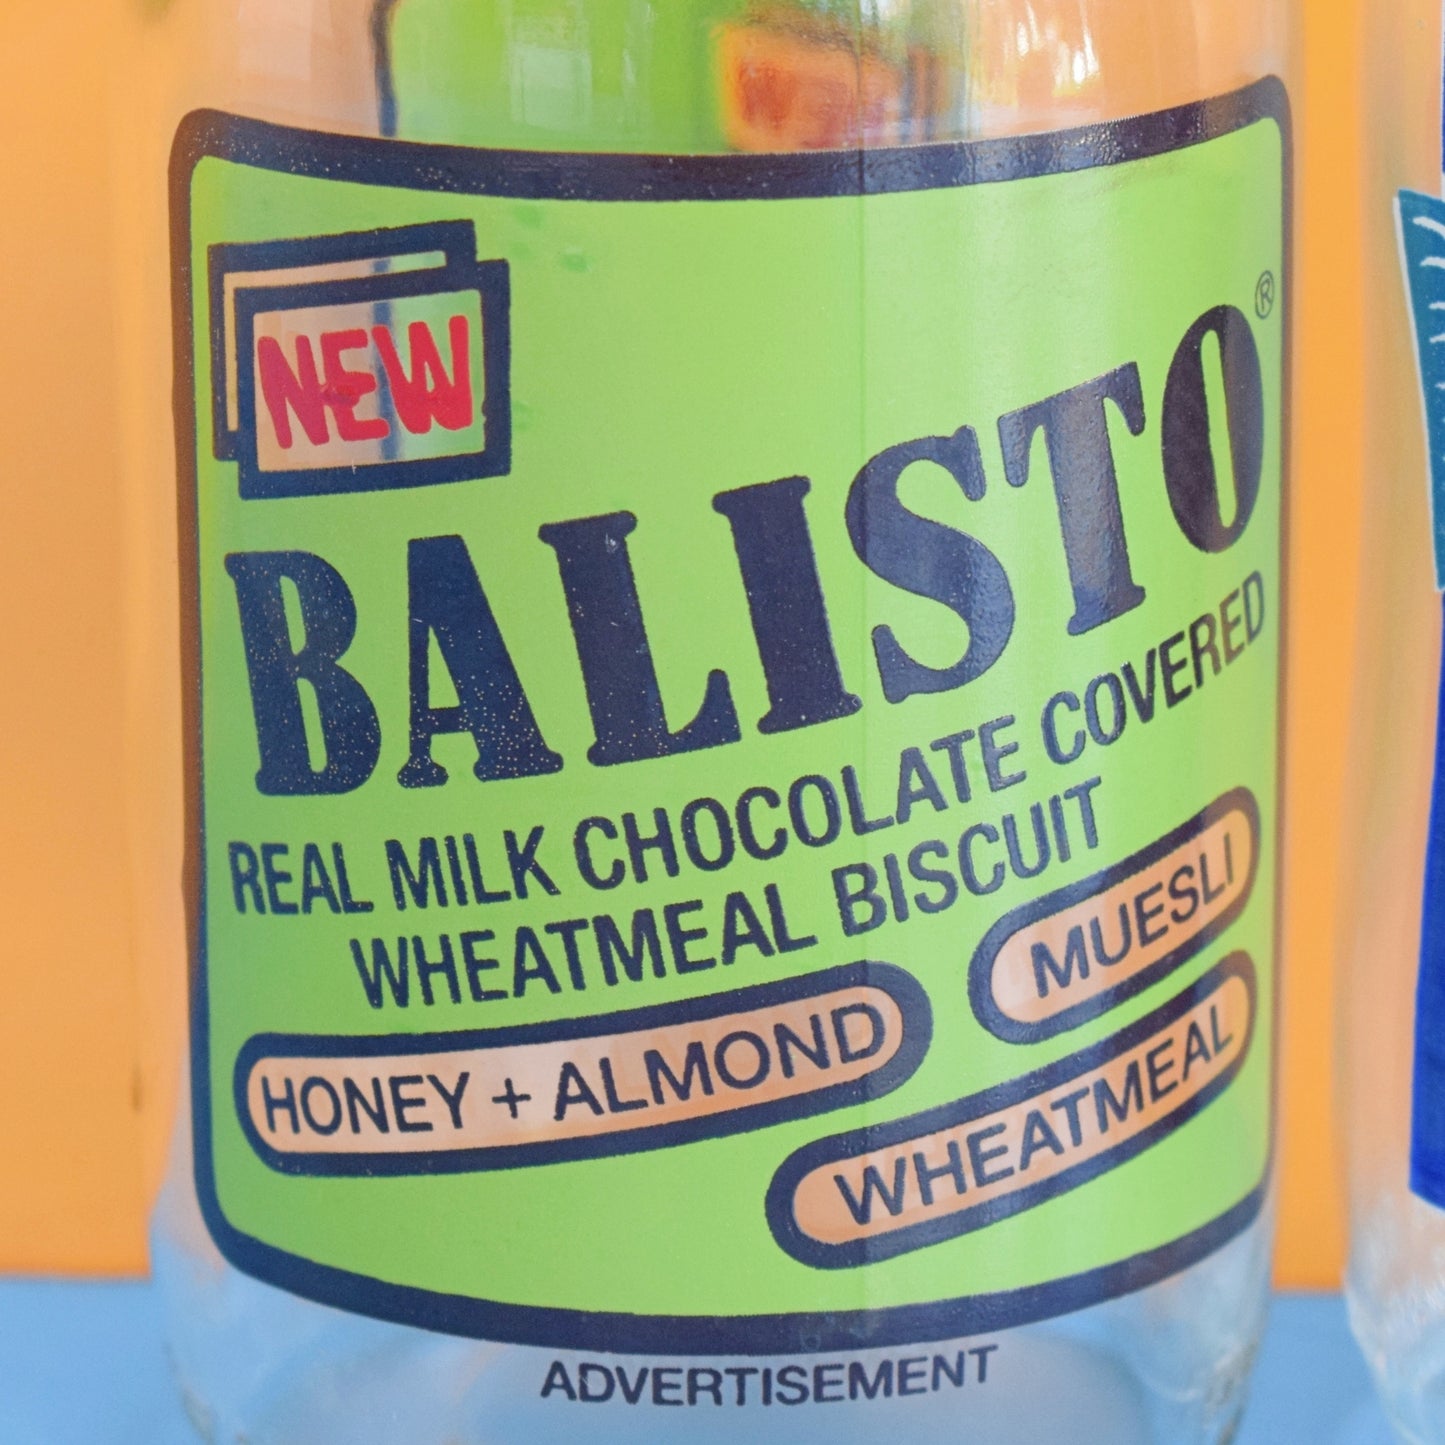 NEW
BALISTO®
REAL MILK CHOCOLATE COVERED
WHEATMEAL BISCUIT
MUESLI
HONEY + ALMOND
WHEATMEAL
ADVERTISEMENT